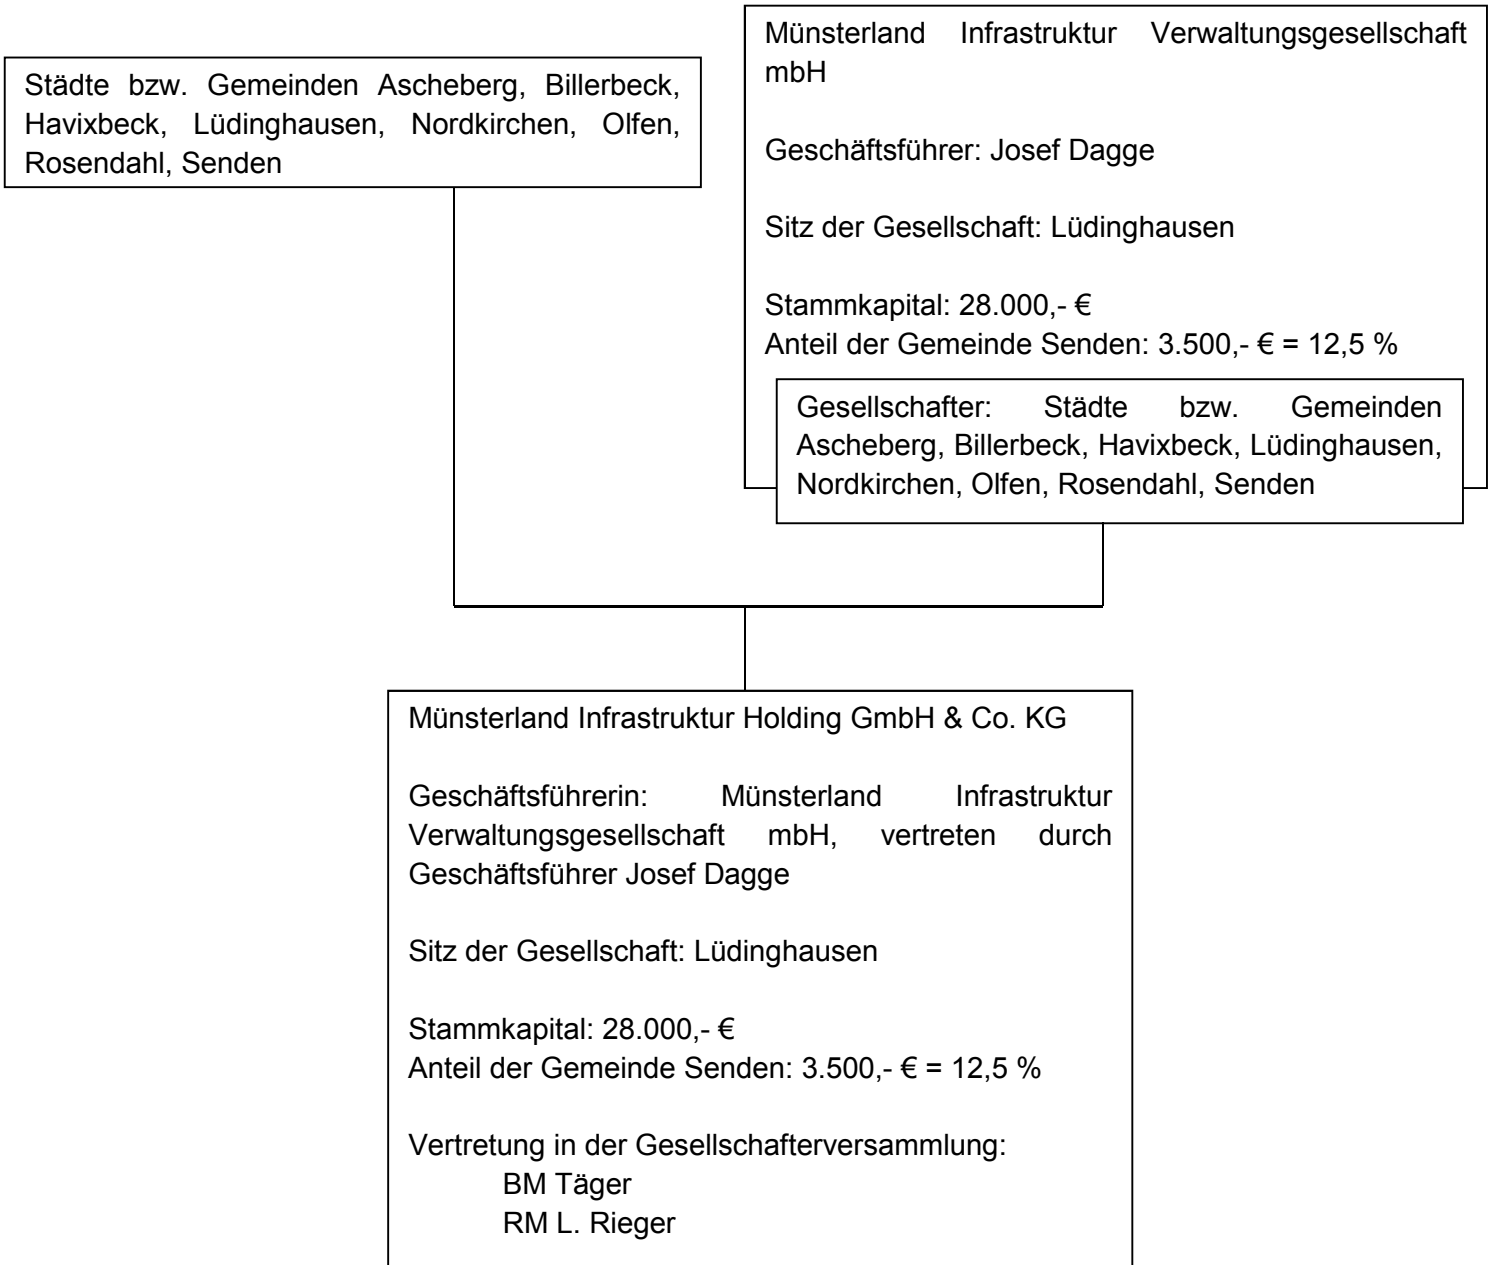 Städte bzw. Gemeinden Ascheberg, Billerbeck,
Havixbeck, Lüdinghausen, Nordkirchen, Olfen,
Rosendahl, Senden
Münsterland Infrastruktur Verwaltungsgesellschaft
mbH
Geschäftsführer: Josef Dagge
Sitz der Gesellschaft: Lüdinghausen
Stammkapital: 28.000,- €
Anteil der Gemeinde Senden: 3.500,- € = 12,5 %
Gesellschafter: Städte bzw. Gemeinden
Ascheberg, Billerbeck, Havixbeck, Lüdinghausen,
Nordkirchen, Olfen, Rosendahl, Senden
Münsterland Infrastruktur Holding GmbH & Co. KG
Geschäftsführerin: Münsterland Infrastruktur
Verwaltungsgesellschaft mbH, vertreten durch
Geschäftsführer Josef Dagge
Sitz der Gesellschaft: Lüdinghausen
Stammkapital: 28.000,- €
Anteil der Gemeinde Senden: 3.500,- € = 12,5 %
Vertretung in der Gesellschafterversammlung:
BM Täger
RM L. Rieger